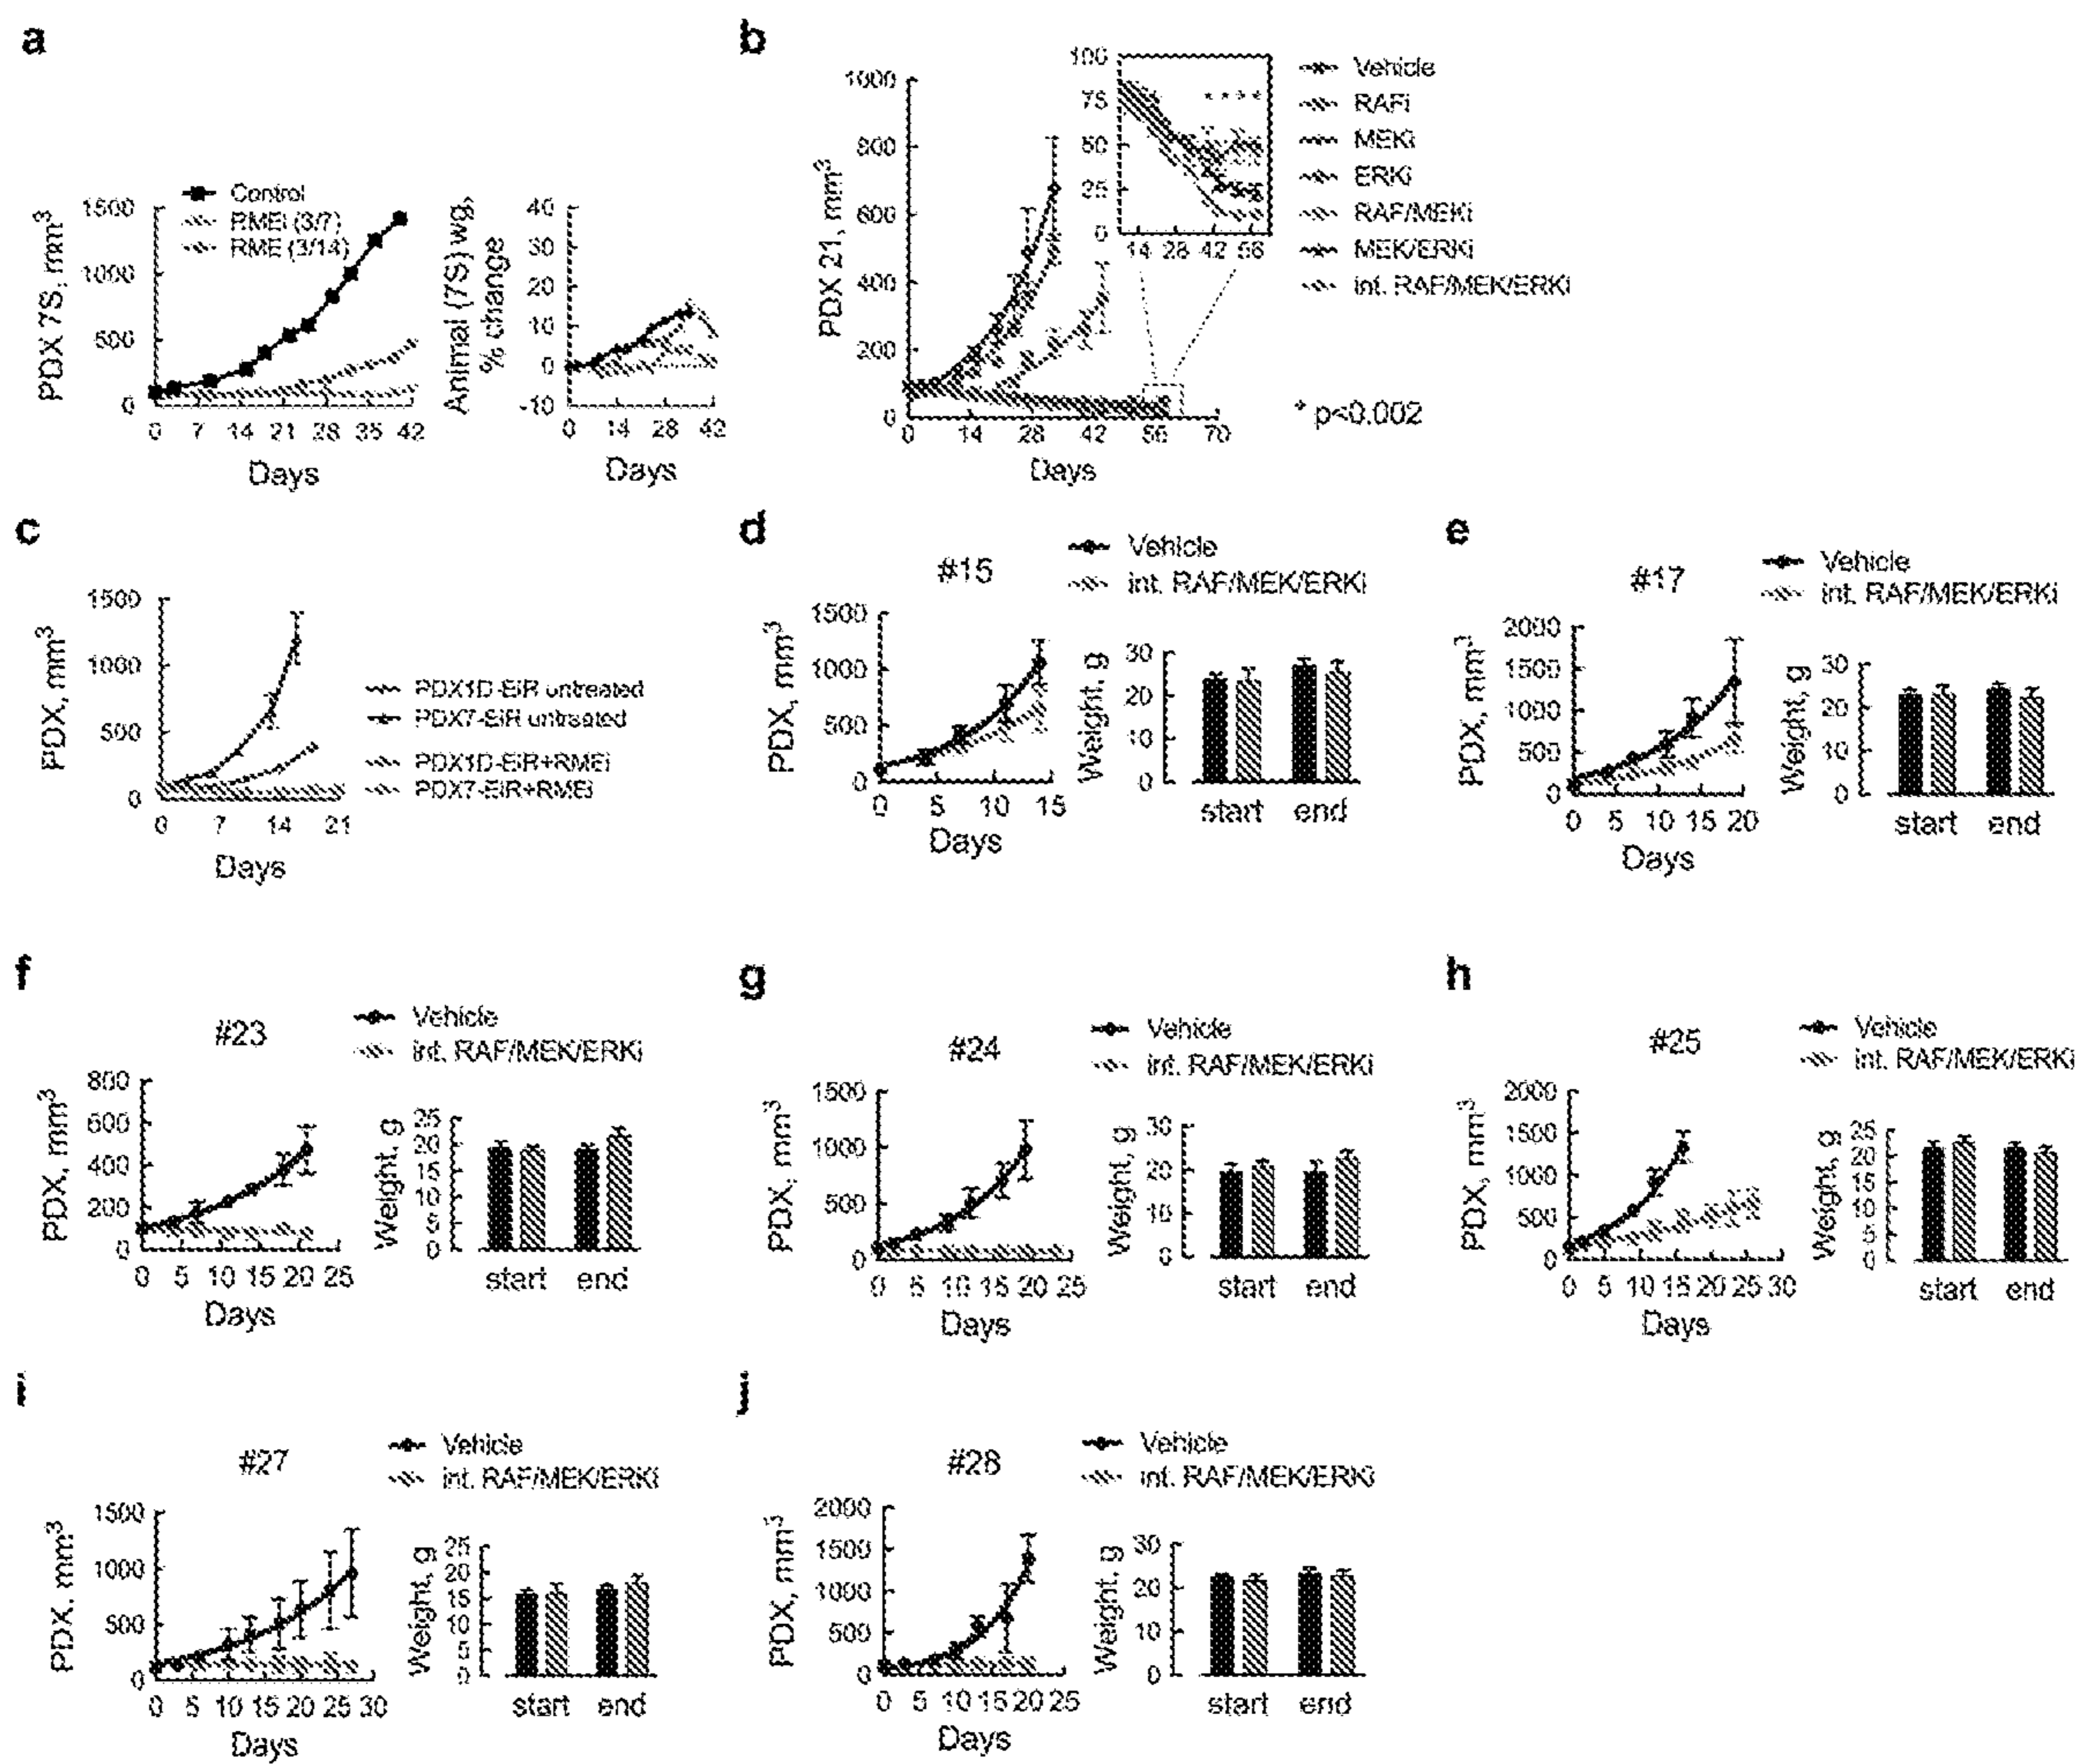 a
Control
RMEi (3/7)
RME (3/14)
PDX 7S, mm³
1500
1000
500
0
0 7 14 21 28 35 42
Days
Animal (7S) wg,
% change
40
30
20
10
0
-10
0 14 28 42
Days
b
PDX 21, mm³
1000
800
600
400
200
0
0 14 28 42 56 70
Days
100
75
50
25
0
14 28 42 56
* * * *
Vehicle
RAFi
MEKi
ERKi
RAF/MEKi
MEK/ERKi
int. RAF/MEK/ERKi
* p<0.002
c
PDX, mm³
1500
1000
500
0
0 7 14 21
Days
PDX1D-EiR untreated
PDX7-EiR untreated
PDX1D-EiR+RMEi
PDX7-EiR+RMEi
d
#15
Vehicle
int. RAF/MEK/ERKi
PDX, mm³
1500
1000
500
0
0 5 10 15
Days
Weight, g
30
20
10
0
start end
e
#17
Vehicle
int. RAF/MEK/ERKi
PDX, mm³
2000
1500
1000
500
0
0 5 10 15 20
Days
Weight, g
30
20
10
0
start end
f
#23
Vehicle
int. RAF/MEK/ERKi
PDX, mm³
800
600
400
200
0
0 5 10 15 20 25
Days
Weight, g
25
20
15
10
5
0
start end
g
#24
Vehicle
int. RAF/MEK/ERKi
PDX, mm³
1500
1000
500
0
0 5 10 15 20 25
Days
Weight, g
30
20
10
0
start end
h
#25
Vehicle
int. RAF/MEK/ERKi
PDX, mm³
2000
1500
1000
500
0
0 5 10 15 20 25 30
Days
Weight, g
25
20
15
10
5
0
start end
i
#27
Vehicle
int. RAF/MEK/ERKi
PDX, mm³
1500
1000
500
0
0 5 10 15 20 25 30
Days
Weight, g
25
20
15
10
5
0
start end
j
#28
Vehicle
int. RAF/MEK/ERKi
PDX, mm³
2000
1500
1000
500
0
0 5 10 15 20 25
Days
Weight, g
30
20
10
0
start end